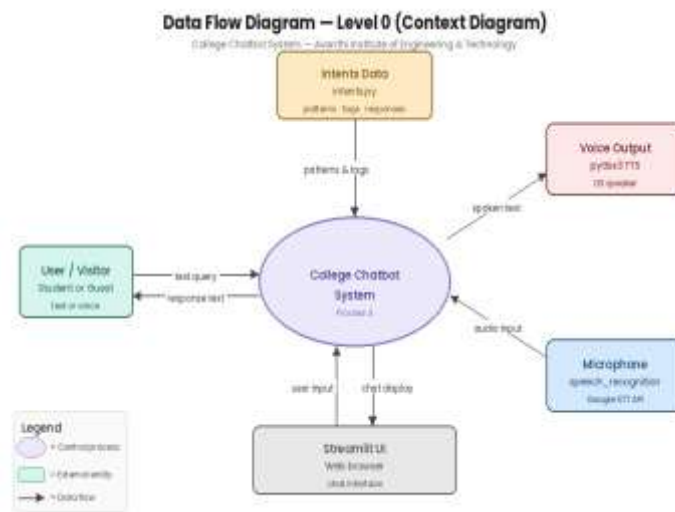 Data Flow Diagram — Level 0 (Context Diagram)
College Chatbot System — Avanthi Institute of Engineering & Technology
Intents Data
intents.py
patterns tags responses
Voice Output
pyttsx3 TTS
OS speaker
patterns & tags
spoken text
User / Visitor
Student or Guest
Text or voice
text query
response text
College Chatbot
System
Process 0
audio input
Microphone
speech_recognition
Google STT API
user input
chat display
Streamlit UI
Web browser
chat interface
Legend
= Central process
= External entity
= Data flow